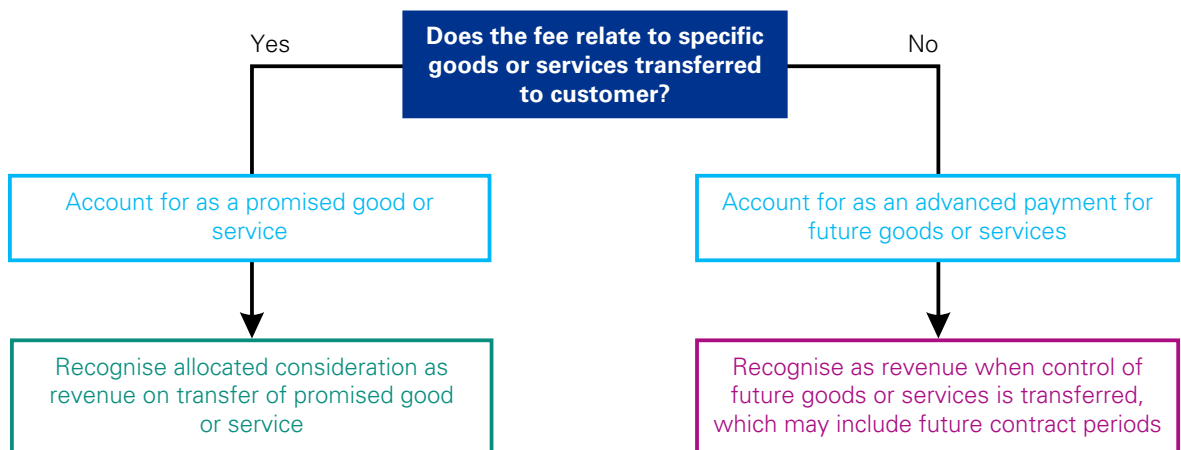 Does the fee relate to specific
goods or services transferred
to customer?
Yes
No
Account for as a promised good or
service
Account for as an advanced payment for
future goods or services
Recognise allocated consideration as
revenue on transfer of promised good
or service
Recognise as revenue when control of
future goods or services is transferred,
which may include future contract periods